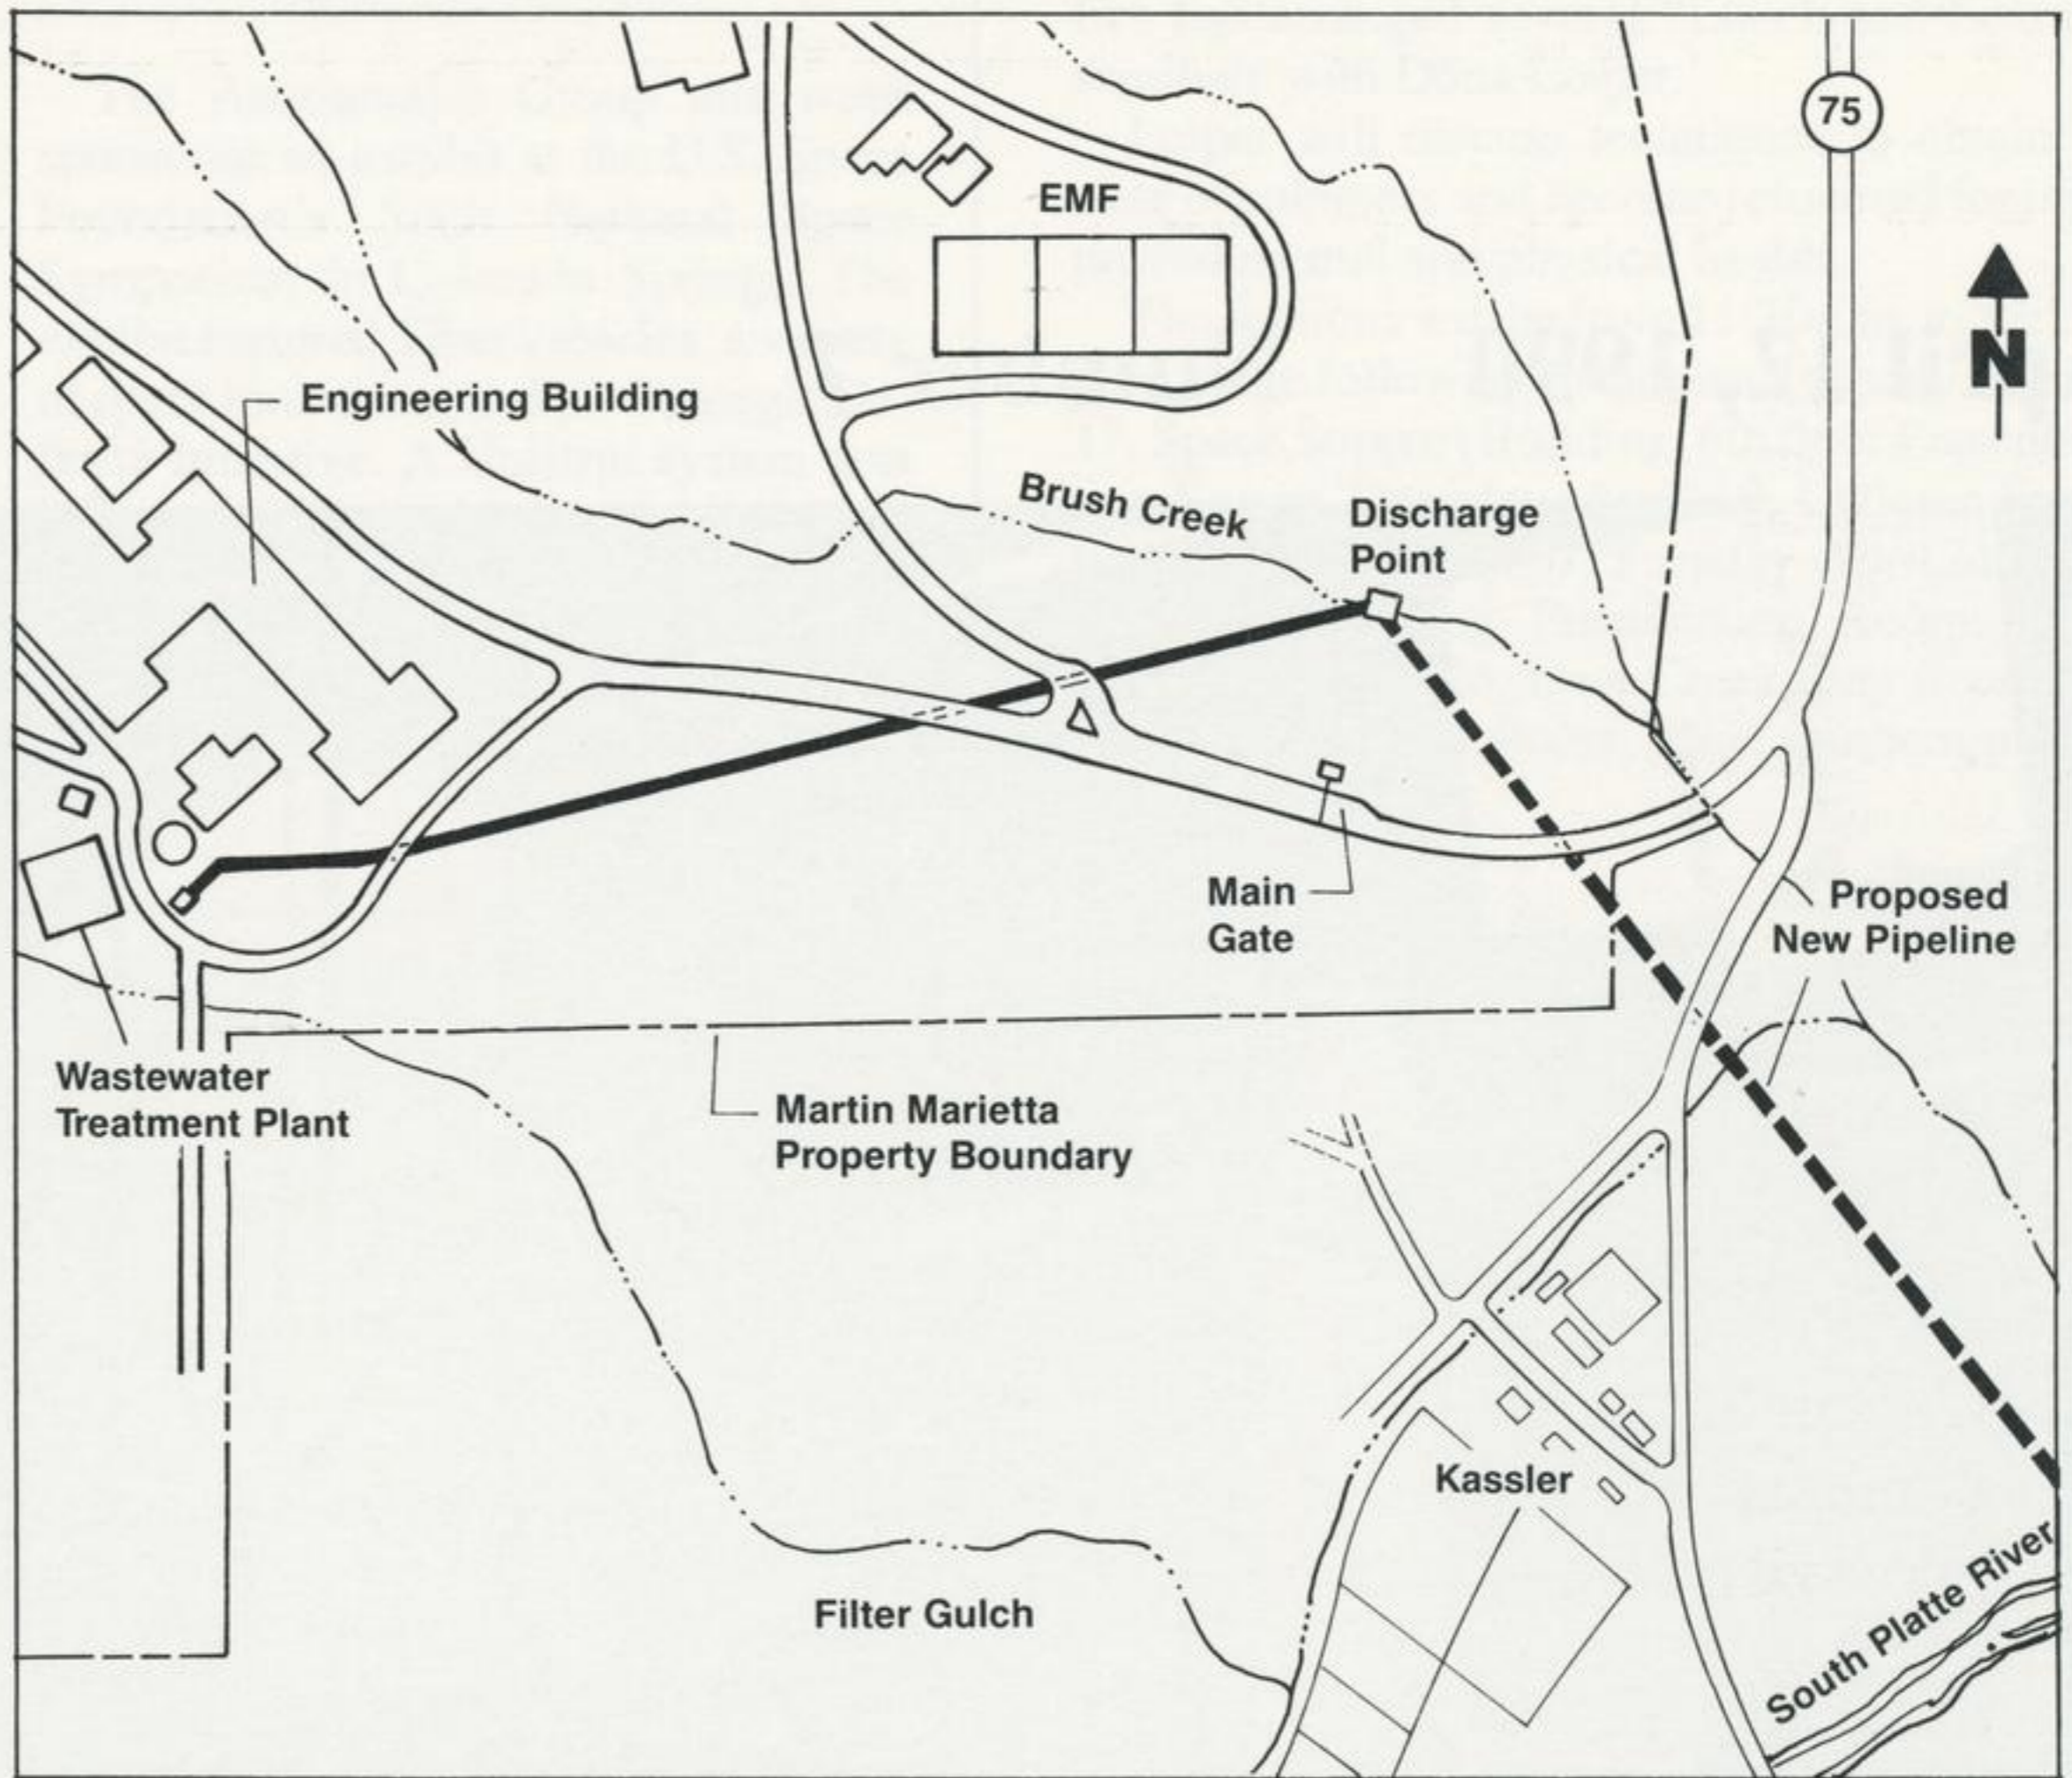 75
EMF
N
Engineering Building
Brush Creek
Discharge
Point
Main
Gate
Proposed
New Pipeline
Wastewater
Treatment Plant
Martin Marietta
Property Boundary
Kassler
Filter Gulch
South Platte River